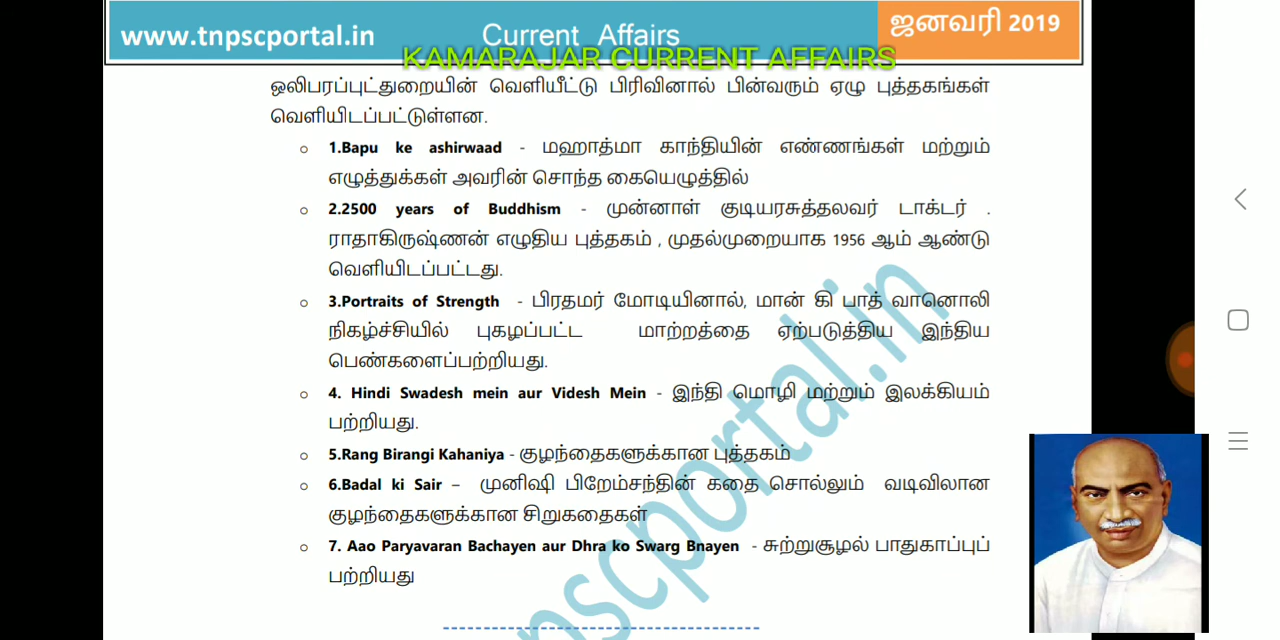 www.tnpscportal.in Current Affairs ஜனவரி 2019
KAMARAJAR CURRENT AFFAIRS
ஒலிபரப்புட்துறையின் வெளியீட்டு பிரிவினால் பின்வரும் ஏழு புத்தகங்கள்
வெளியிடப்பட்டுள்ளன.
o 1.Bapu ke ashirwaad - மஹாத்மா காந்தியின் எண்ணங்கள் மற்றும்
எழுத்துக்கள் அவரின் சொந்த கையெழுத்தில்
o 2.2500 years of Buddhism - முன்னாள் குடியரசுத்தலவர் டாக்டர் .
ராதாகிருஷ்ணன் எழுதிய புத்தகம் , முதல்முறையாக 1956 ஆம் ஆண்டு
வெளியிடப்பட்டது.
o 3.Portraits of Strength - பிரதமர் மோடியினால், மான் கி பாத் வானொலி
நிகழ்ச்சியில் புகழப்பட்ட மாற்றத்தை ஏற்படுத்திய இந்திய
பெண்களைப்பற்றியது.
o 4. Hindi Swadesh mein aur Videsh Mein - இந்தி மொழி மற்றும் இலக்கியம்
பற்றியது.
o 5.Rang Birangi Kahaniya - குழந்தைகளுக்கான புத்தகம்
o 6.Badal ki Sair – முனிஷி பிறேம்சந்தின் கதை சொல்லும் வடிவிலான
குழந்தைகளுக்கான சிறுகதைகள்
o 7. Aao Paryavaran Bachayen aur Dhra ko Swarg Bnayen - சுற்றுசூழல் பாதுகாப்புப்
பற்றியது
npscportal.in